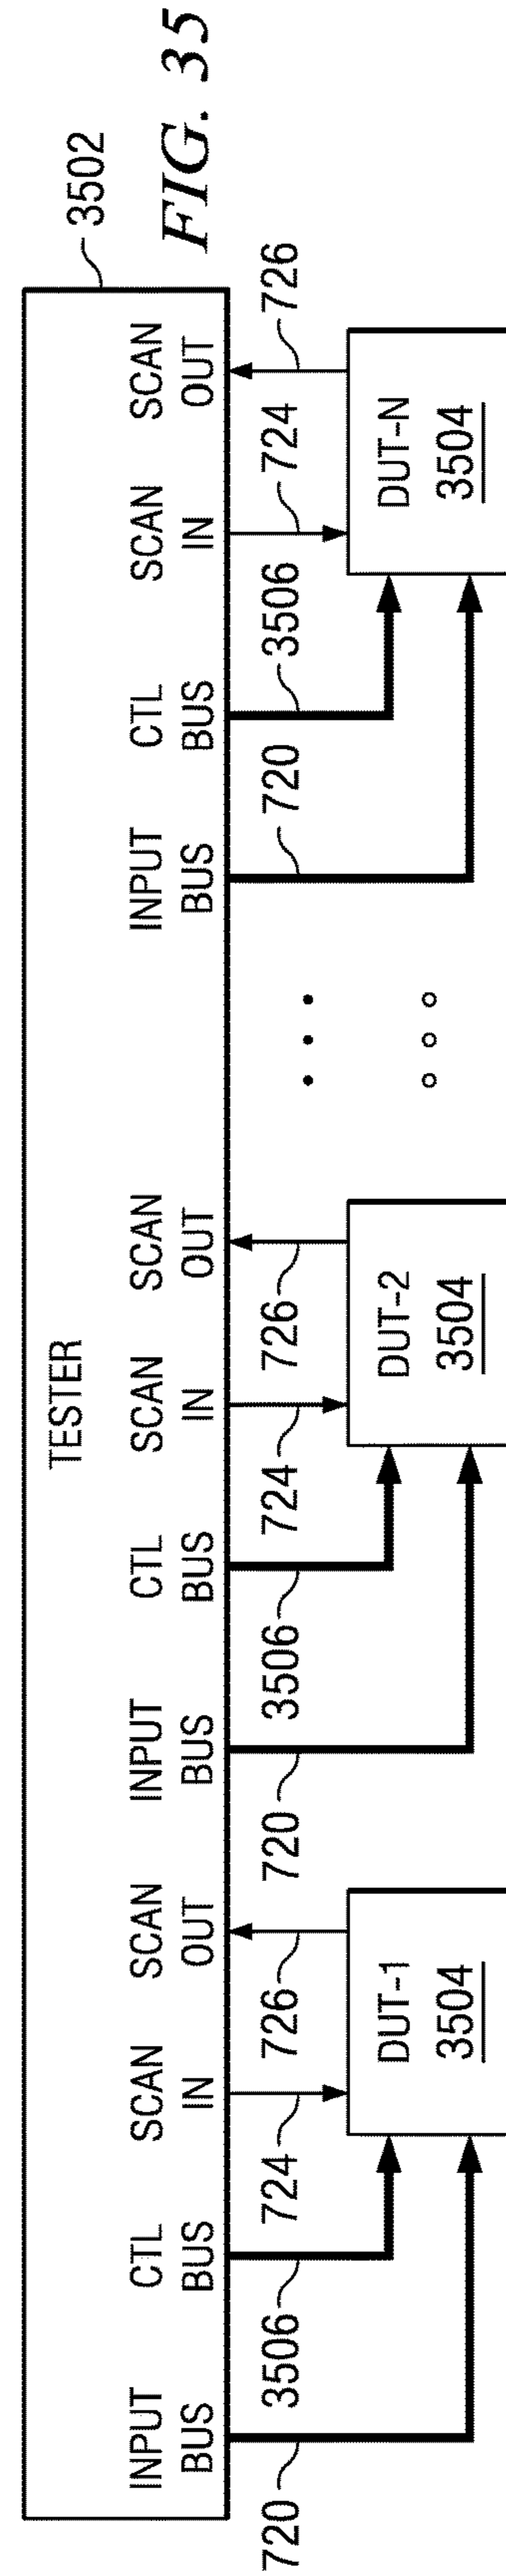 TESTER
3502
INPUT BUS
CTL BUS
SCAN IN
SCAN OUT
INPUT BUS
CTL BUS
SCAN IN
SCAN OUT
INPUT BUS
CTL BUS
SCAN IN
SCAN OUT
720
3506
724
726
720
3506
724
726
720
3506
724
726
DUT-1
3504
DUT-2
3504
DUT-N
3504
FIG. 35